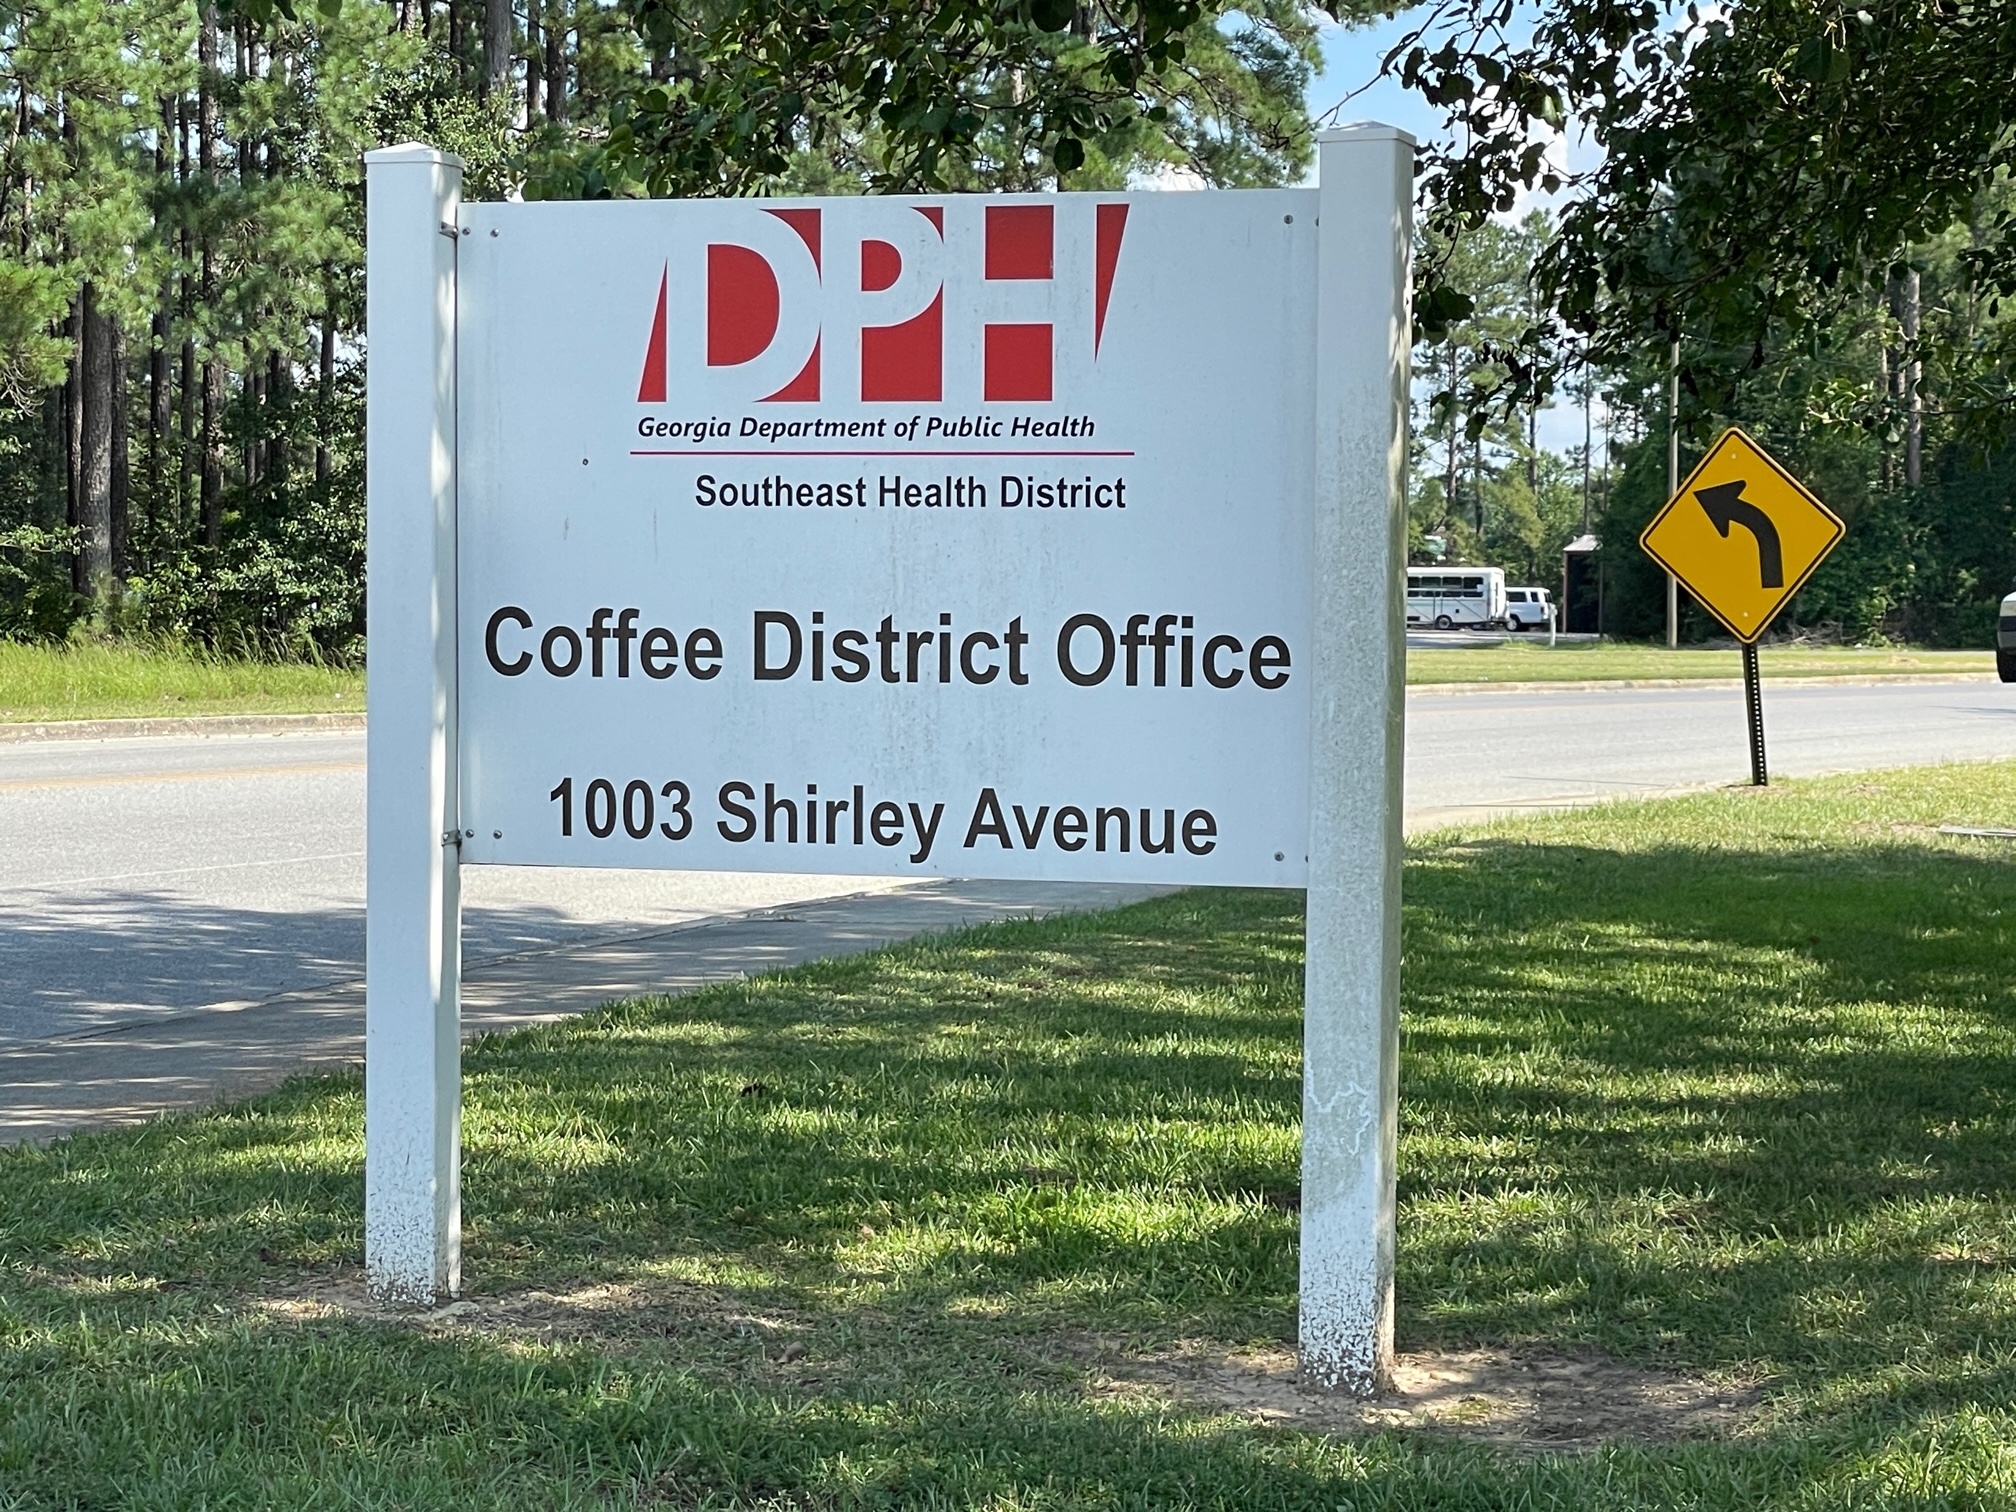 DPH
Georgia Department of Public Health
Southeast Health District
Coffee District Office
1003 Shirley Avenue